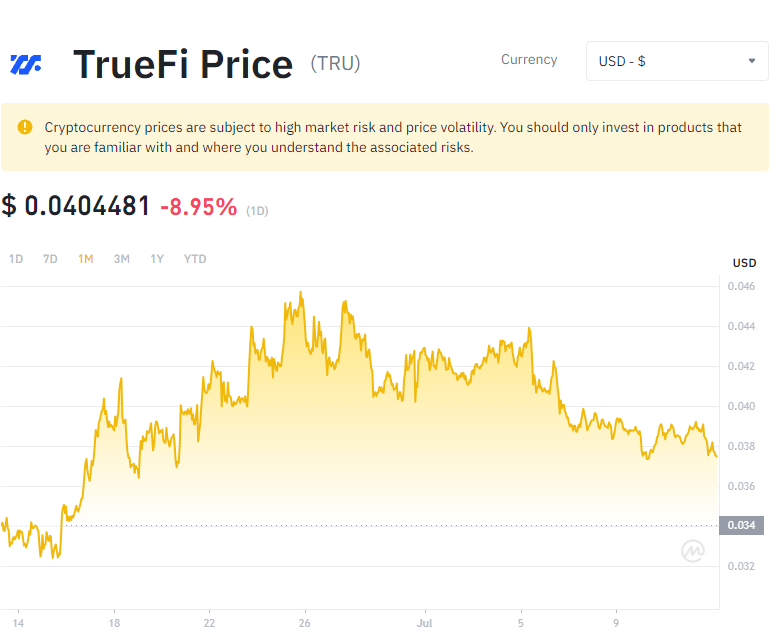 TrueFi Price (TRU)
Currency
USD - $
Cryptocurrency prices are subject to high market risk and price volatility. You should only invest in products that
you are familiar with and where you understand the associated risks.
$ 0.0404481 -8.95% (1D)
1D 7D 1M 3M 1Y YTD
USD
0.046
0.044
0.042
0.040
0.038
0.036
0.034
0.032
14 18 22 26 Jul 5 9